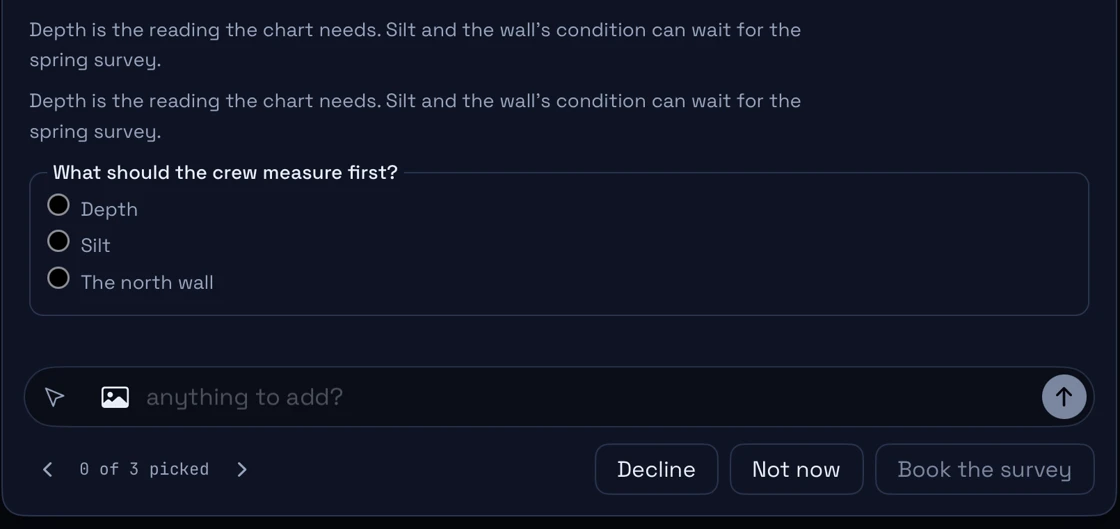 Depth is the reading the chart needs. Silt and the wall’s condition can wait for the
spring survey.
Depth is the reading the chart needs. Silt and the wall’s condition can wait for the
spring survey.
What should the crew measure first?
Depth
Silt
The north wall
anything to add?
0 of 3 picked
Decline
Not now
Book the survey